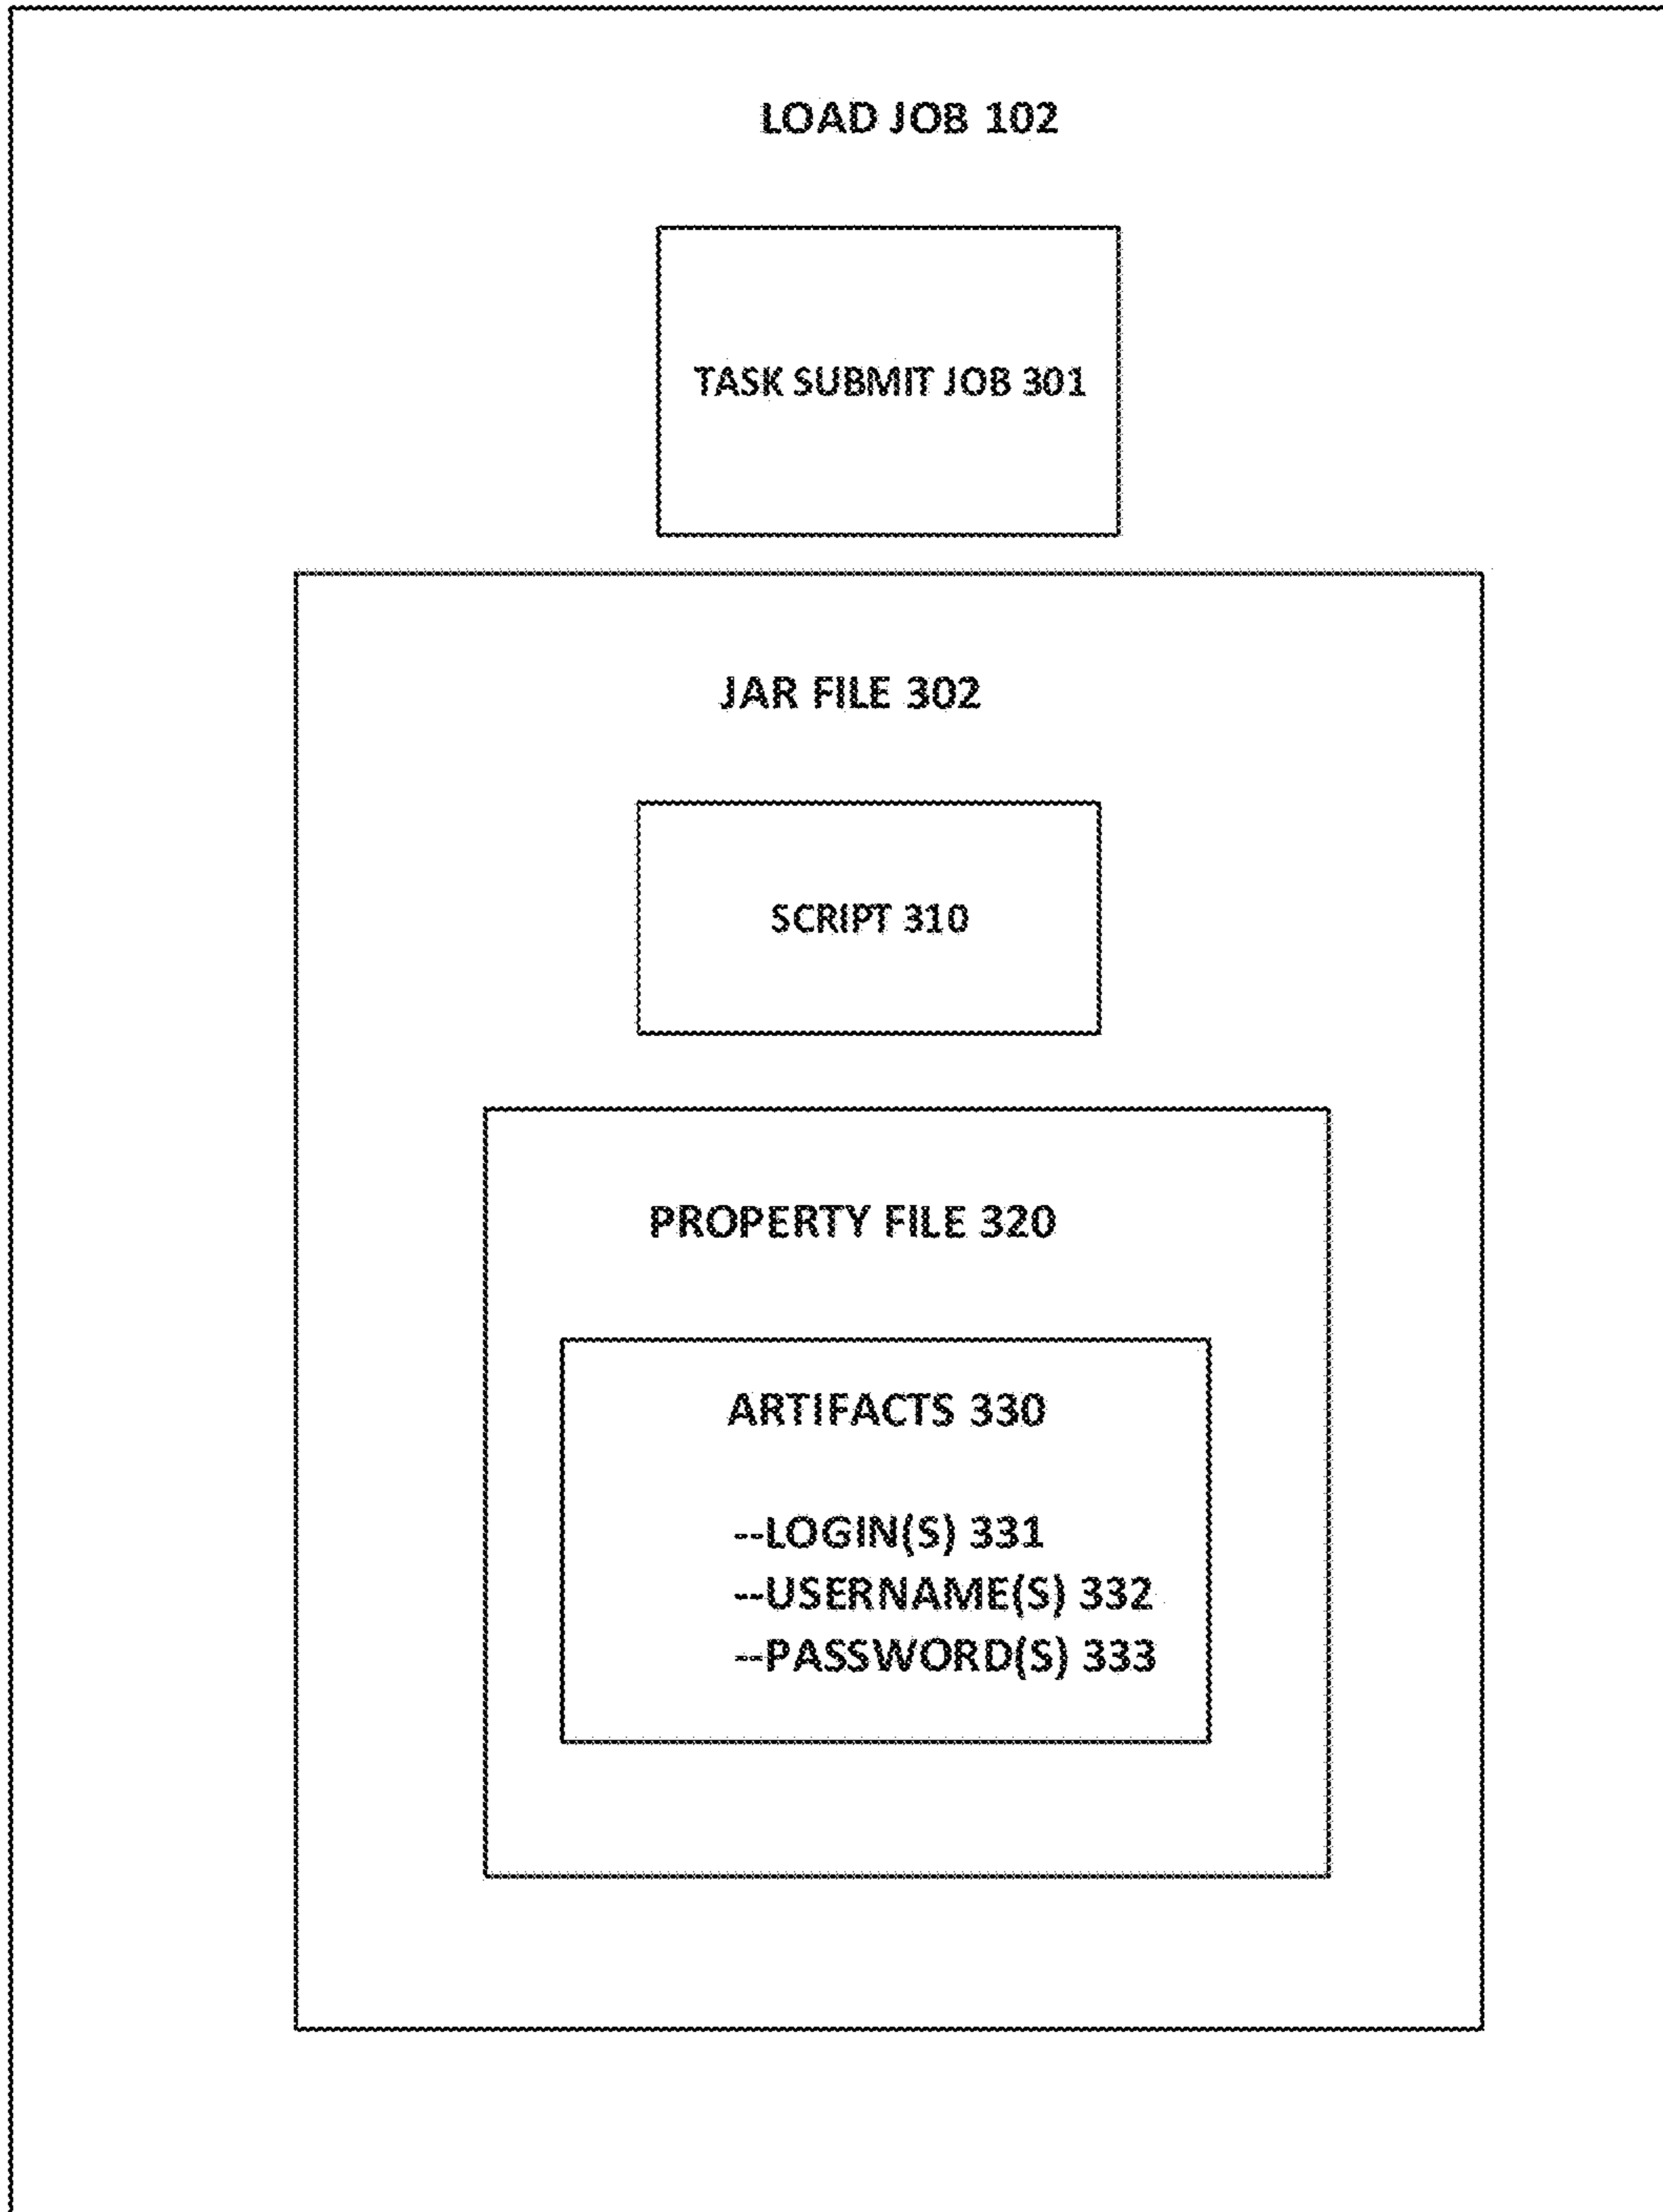 LOAD JOB 102
TASK SUBMIT JOB 301
JAR FILE 302
SCRIPT 310
PROPERTY FILE 320
ARTIFACTS 330
--LOGIN(S) 331
--USERNAME(S) 332
--PASSWORD(S) 333